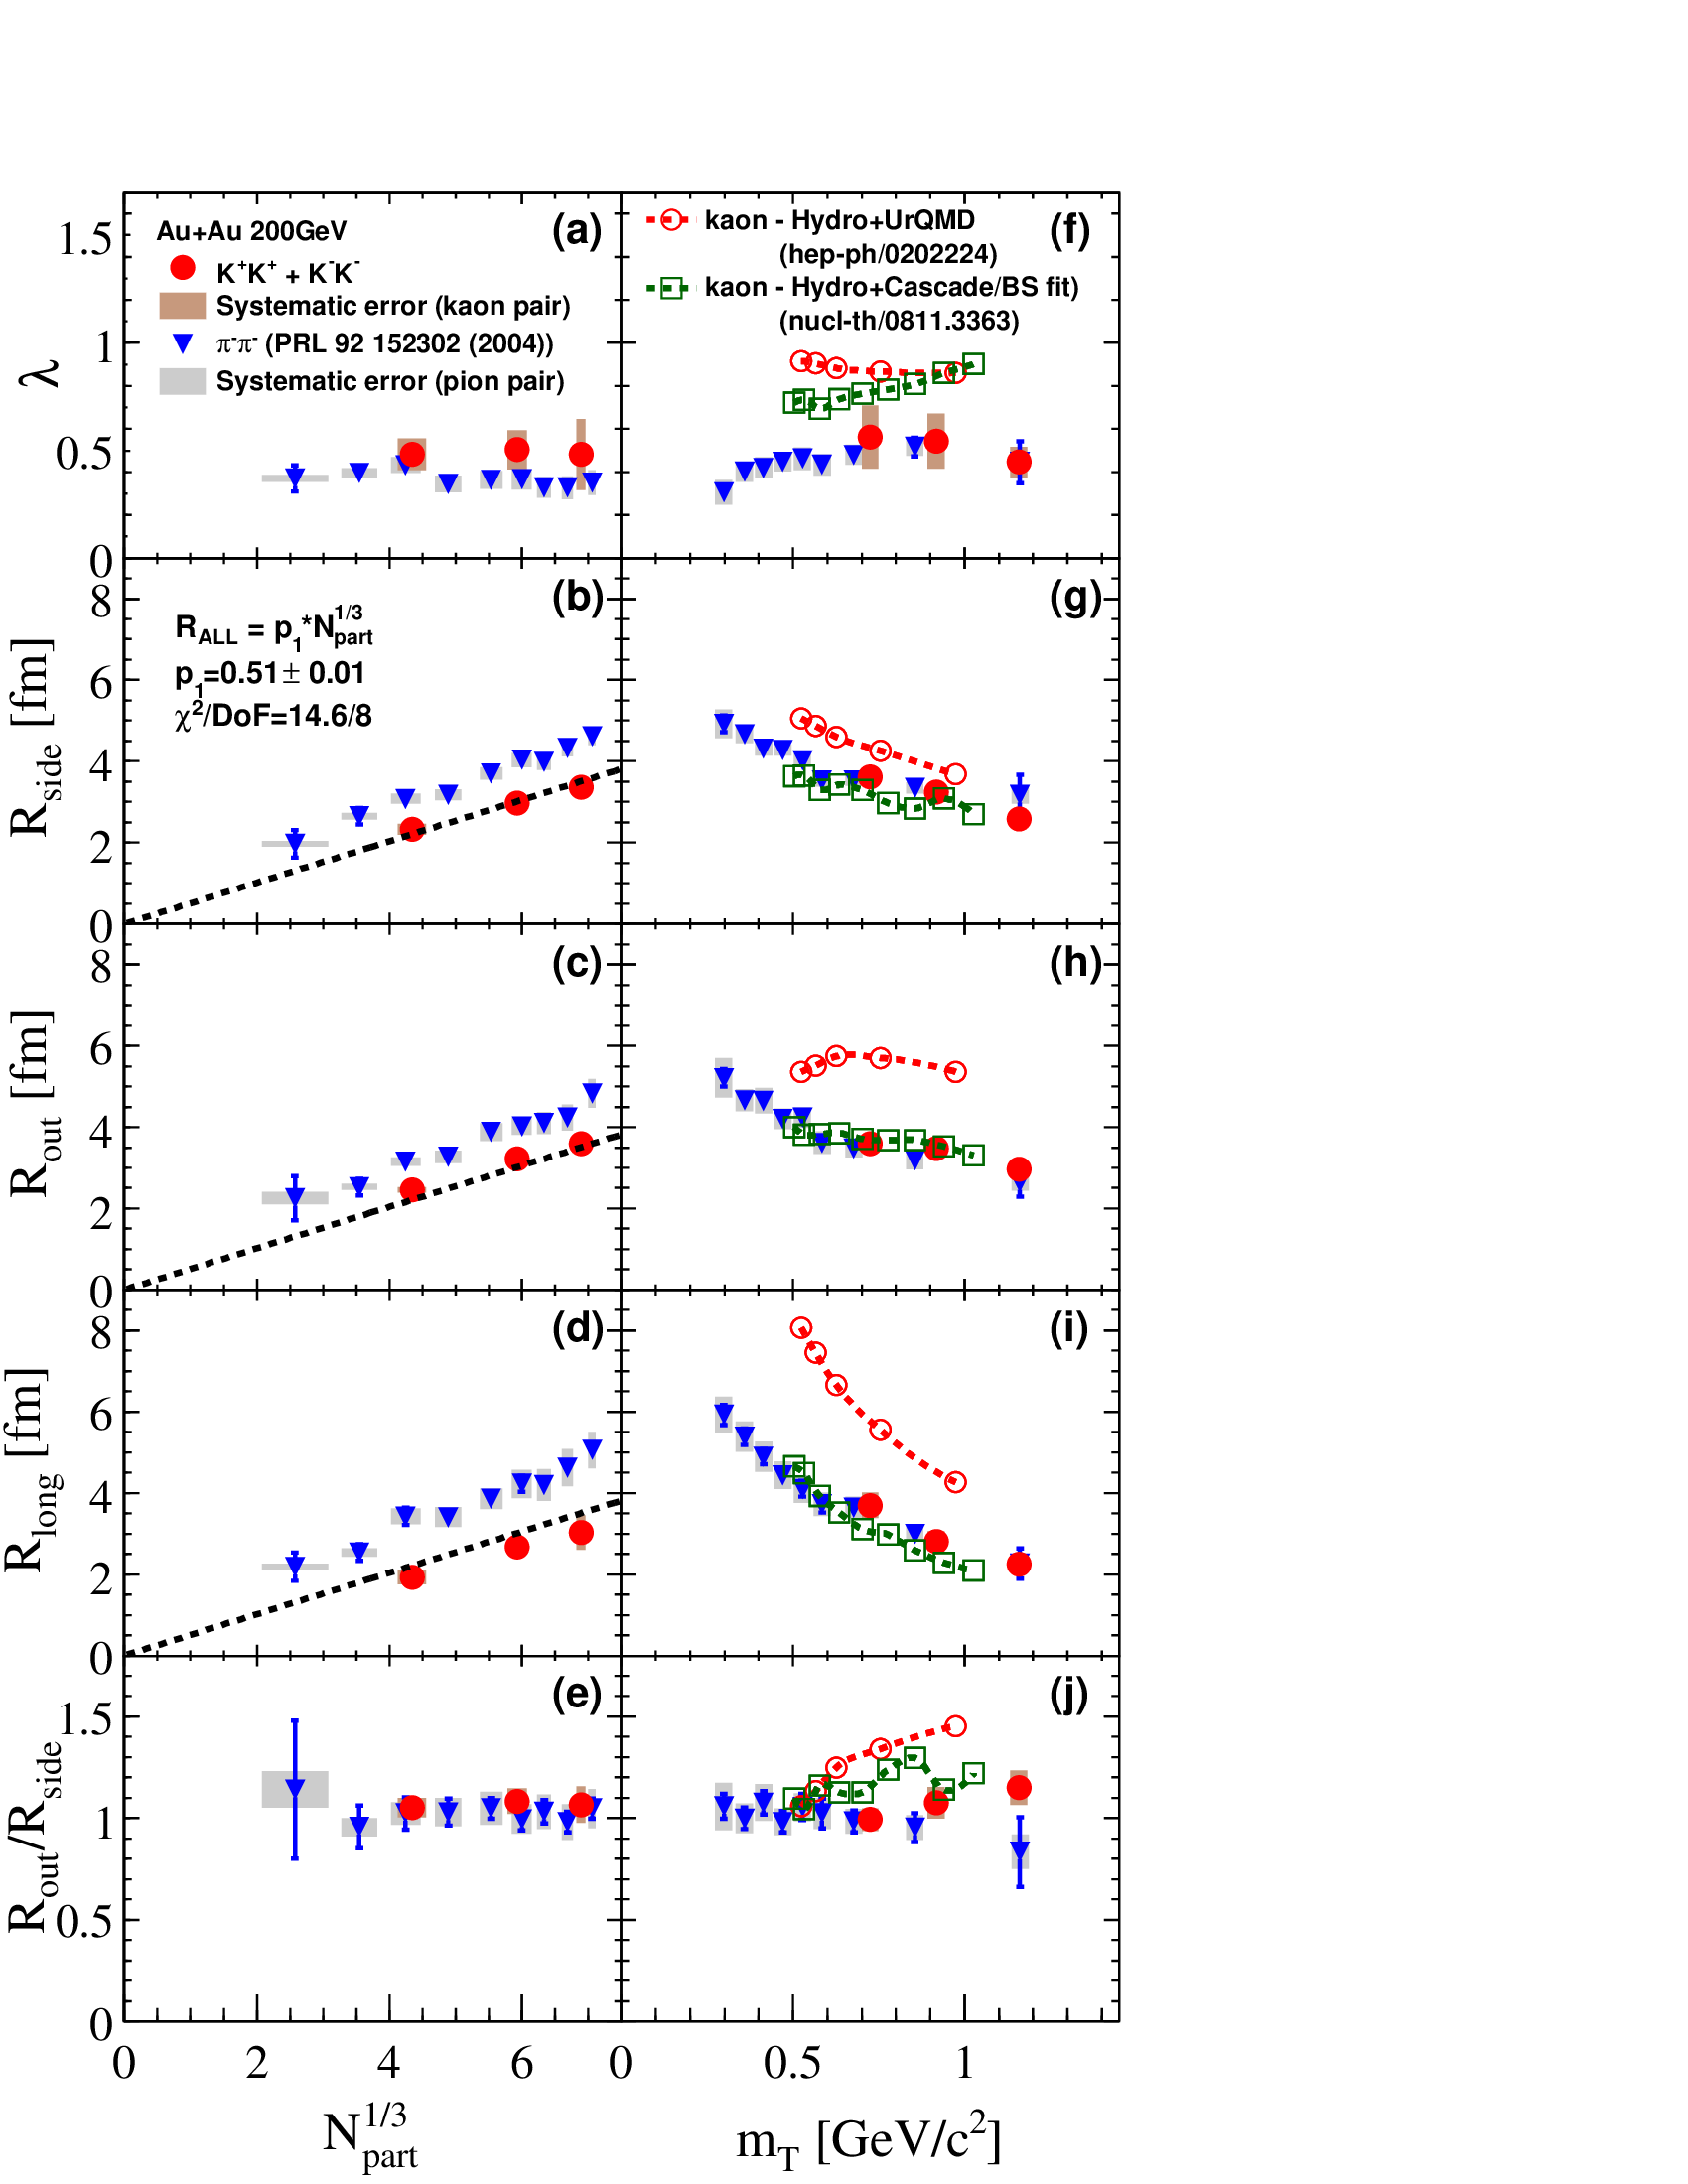 Au+Au 200GeV
K+K+ + K-K-
Systematic error (kaon pair)
π-π- (PRL 92 152302 (2004))
Systematic error (pion pair)
(a)
kaon - Hydro+UrQMD
(hep-ph/0202224)
kaon - Hydro+Cascade/BS fit)
(nucl-th/0811.3363)
(f)
λ
1.5
1
0.5
0
(b)
R_ALL = p_1*N_part^1/3
p_1=0.51± 0.01
χ²/DoF=14.6/8
(g)
R_side [fm]
8
6
4
2
0
(c)
(h)
R_out [fm]
8
6
4
2
0
(d)
(i)
R_long [fm]
8
6
4
2
0
(e)
(j)
R_out/R_side
1.5
1
0.5
0
0 2 4 6 0 0.5 1
N_part^1/3
m_T [GeV/c²]